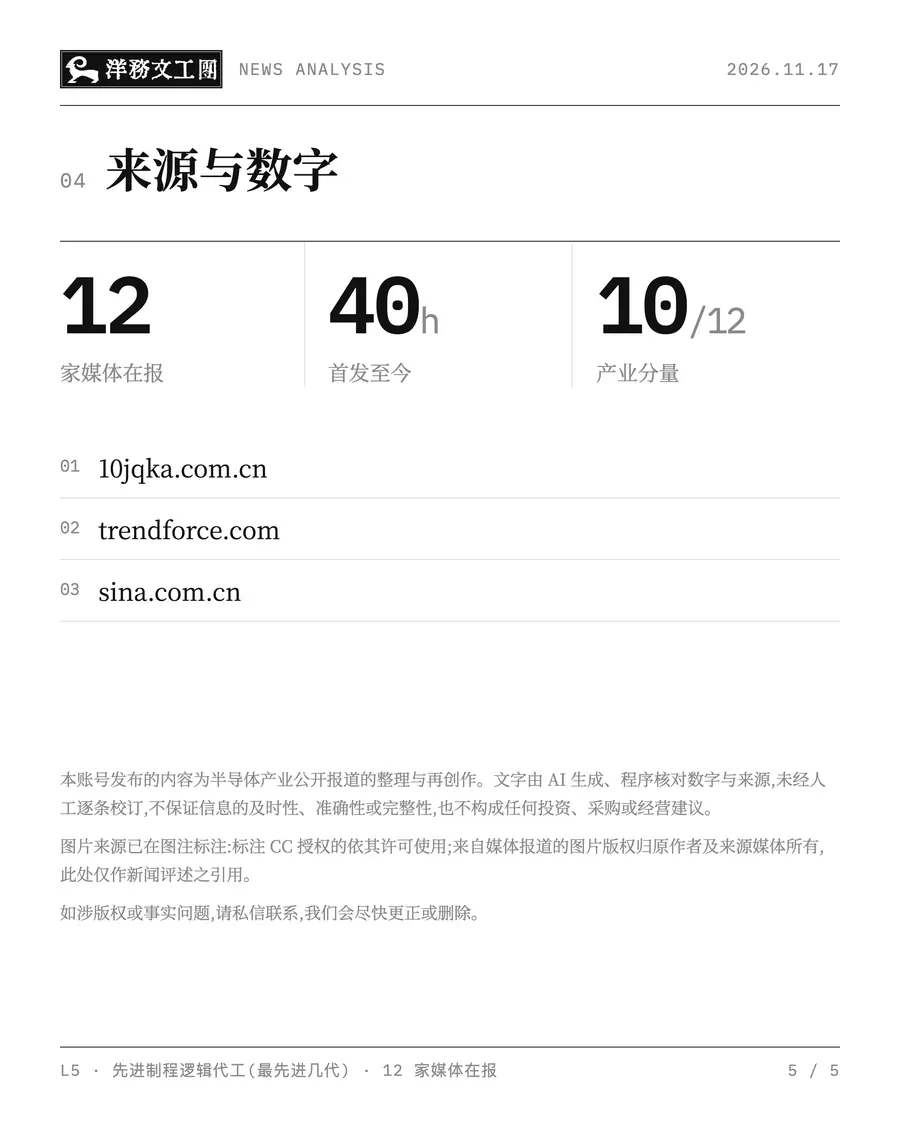 洋務文工團 NEWS ANALYSIS 2026.11.17
04 来源与数字
12 40h 10/12
家媒体在报 首发至今 产业分量
01 10jqka.com.cn
02 trendforce.com
03 sina.com.cn
本账号发布的内容为半导体产业公开报道的整理与再创作。文字由 AI 生成、程序核对数字与来源,未经人
工逐条校订,不保证信息的及时性、准确性或完整性,也不构成任何投资、采购或经营建议。
图片来源已在图注标注:标注 CC 授权的依其许可使用;来自媒体报道的图片版权归原作者及来源媒体所有,
此处仅作新闻评述之引用。
如涉版权或事实问题,请私信联系,我们会尽快更正或删除。
L5 · 先进制程逻辑代工(最先进几代) · 12 家媒体在报 5 / 5